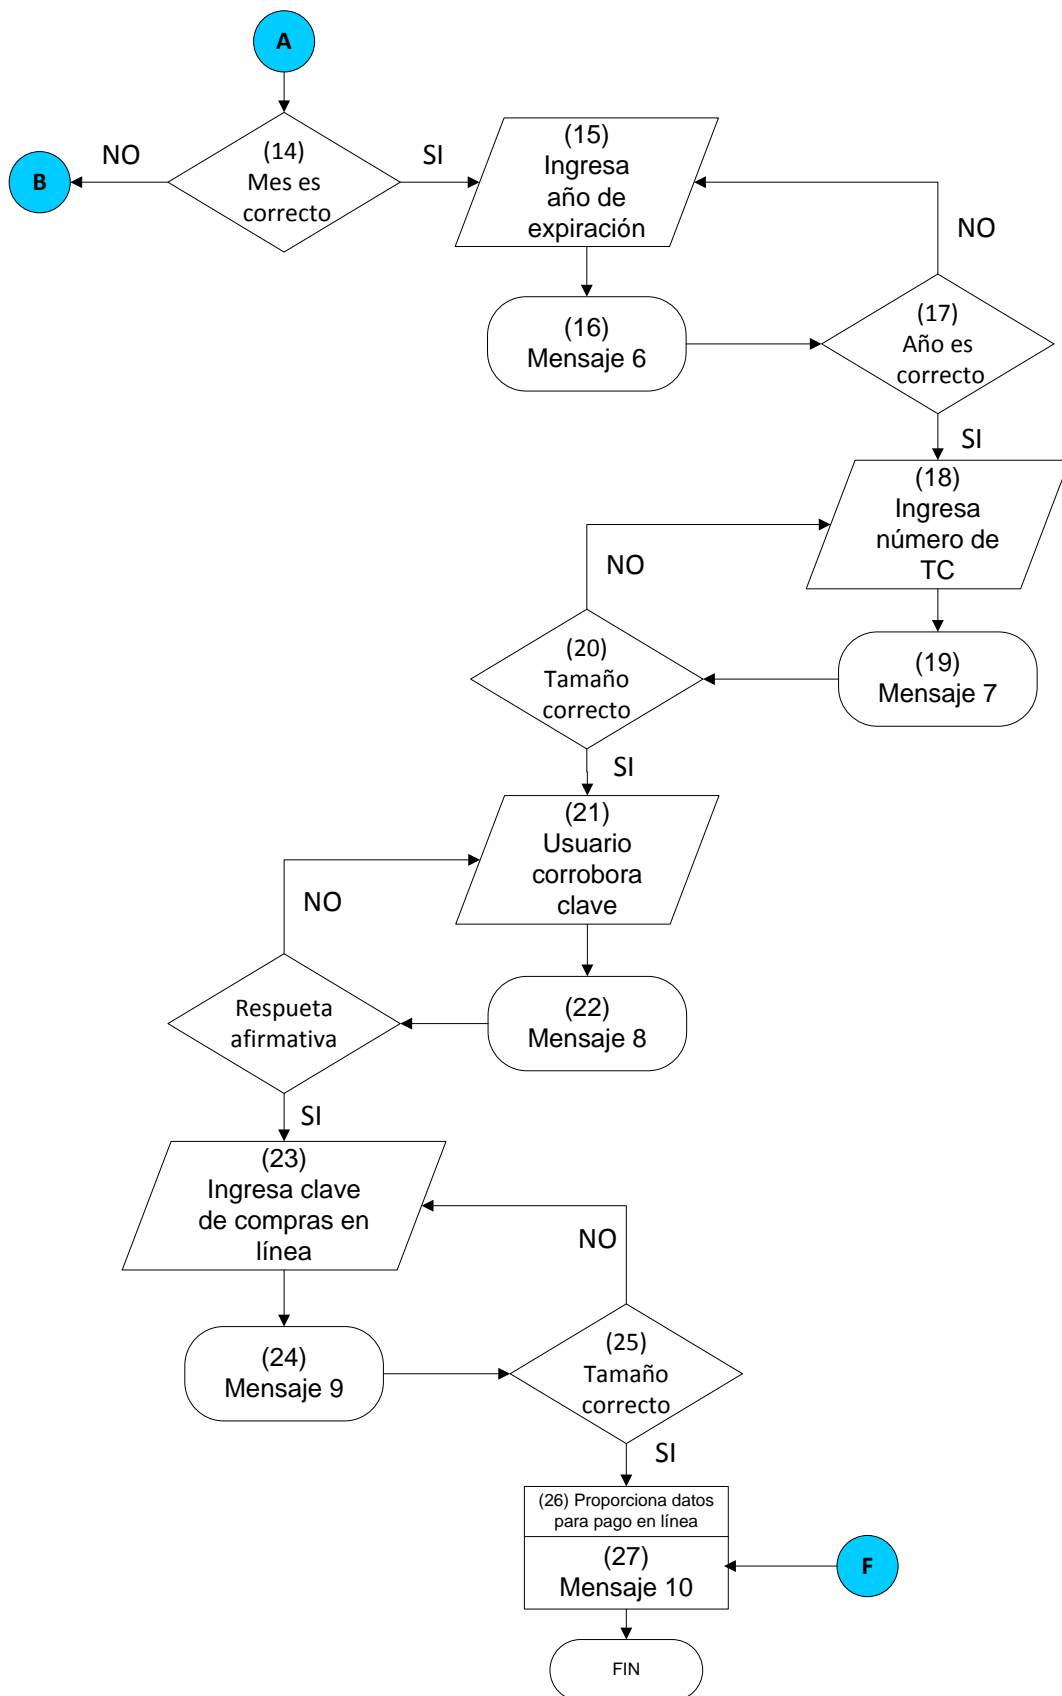 A
B
NO
(14)
Mes es
correcto
SI
(15)
Ingresa
año de
expiración
NO
(16)
Mensaje 6
(17)
Año es
correcto
SI
(18)
Ingresa
número de
TC
NO
(19)
Mensaje 7
(20)
Tamaño
correcto
SI
(21)
Usuario
corrobora
clave
NO
(22)
Mensaje 8
Respueta
afirmativa
SI
(23)
Ingresa clave
de compras en
línea
NO
(24)
Mensaje 9
(25)
Tamaño
correcto
SI
(26) Proporciona datos
para pago en línea
(27)
Mensaje 10
F
FIN